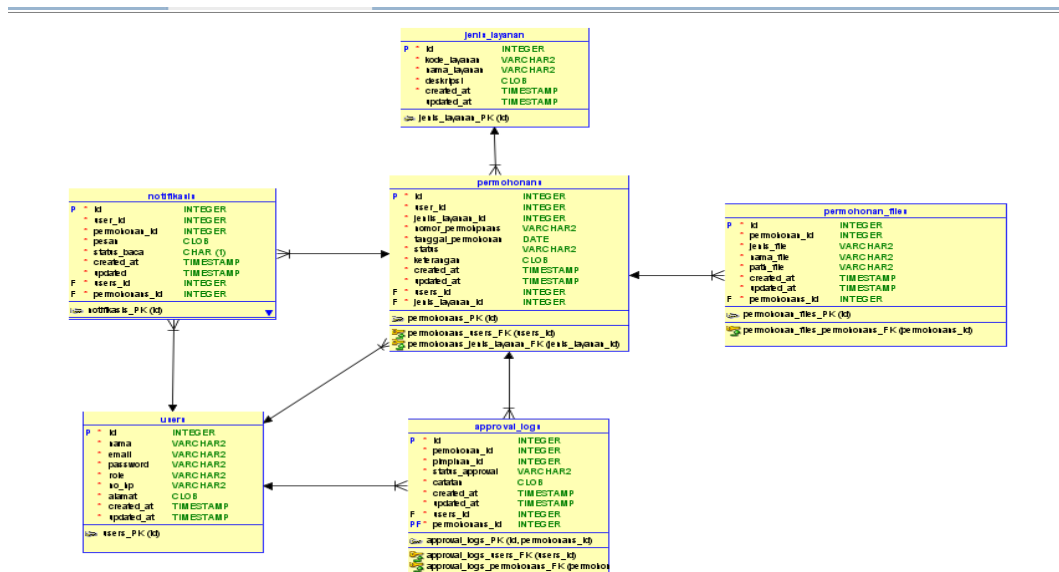 jenis_layanan
P * id INTEGER
* kode_layanan VARCHAR2
* nama_layanan VARCHAR2
* deskripsi CLOB
* created_at TIMESTAMP
updated_at TIMESTAMP
jenis_layanan_PK (id)
notifikasis
P * id INTEGER
* user_id INTEGER
* permohonan_id INTEGER
* pesan CLOB
* status_baca CHAR (1)
* created_at TIMESTAMP
* updated TIMESTAMP
F * users_id INTEGER
F * permohonans_id INTEGER
notifikasis_PK (id)
permohonans
P * id INTEGER
* user_id INTEGER
* jenlis_layanan_id INTEGER
* VARCHAR2
* tanggal_permohonan DATE
* status VARCHAR2
* keterangan CLOB
* created_at TIMESTAMP
* updated_at TIMESTAMP
F * users_id INTEGER
F * jenis_layanan_id INTEGER
permohonans_PK (id)
permohonans_users_FK (users_id)
permohonans_jenis_layanan_FK (jenis_layanan_id)
permohonan_files
P * id INTEGER
* permohonan_id INTEGER
* jenis_file VARCHAR2
* nama_file VARCHAR2
* path_file VARCHAR2
* created_at TIMESTAMP
* updated_at TIMESTAMP
F * permohonans_id INTEGER
permohonan_files_PK (id)
permohonan_files_permohonans_FK (permohonans_id)
users
P * id INTEGER
* nama VARCHAR2
* email VARCHAR2
* password VARCHAR2
* role VARCHAR2
* no_hp VARCHAR2
* alamat CLOB
* created_at TIMESTAMP
* updated_at TIMESTAMP
users_PK (id)
approval_logs
P * id INTEGER
* pemohonan_id INTEGER
* pimpinan_id INTEGER
* status_approval VARCHAR2
* catatan CLOB
* created_at TIMESTAMP
* updated_at TIMESTAMP
F * users_id INTEGER
PF * permohonans_id INTEGER
approval_logs_PK (id, permohonans_id)
approval_logs_users_FK (users_id)
approval_logs_permohonans_FK (permohon